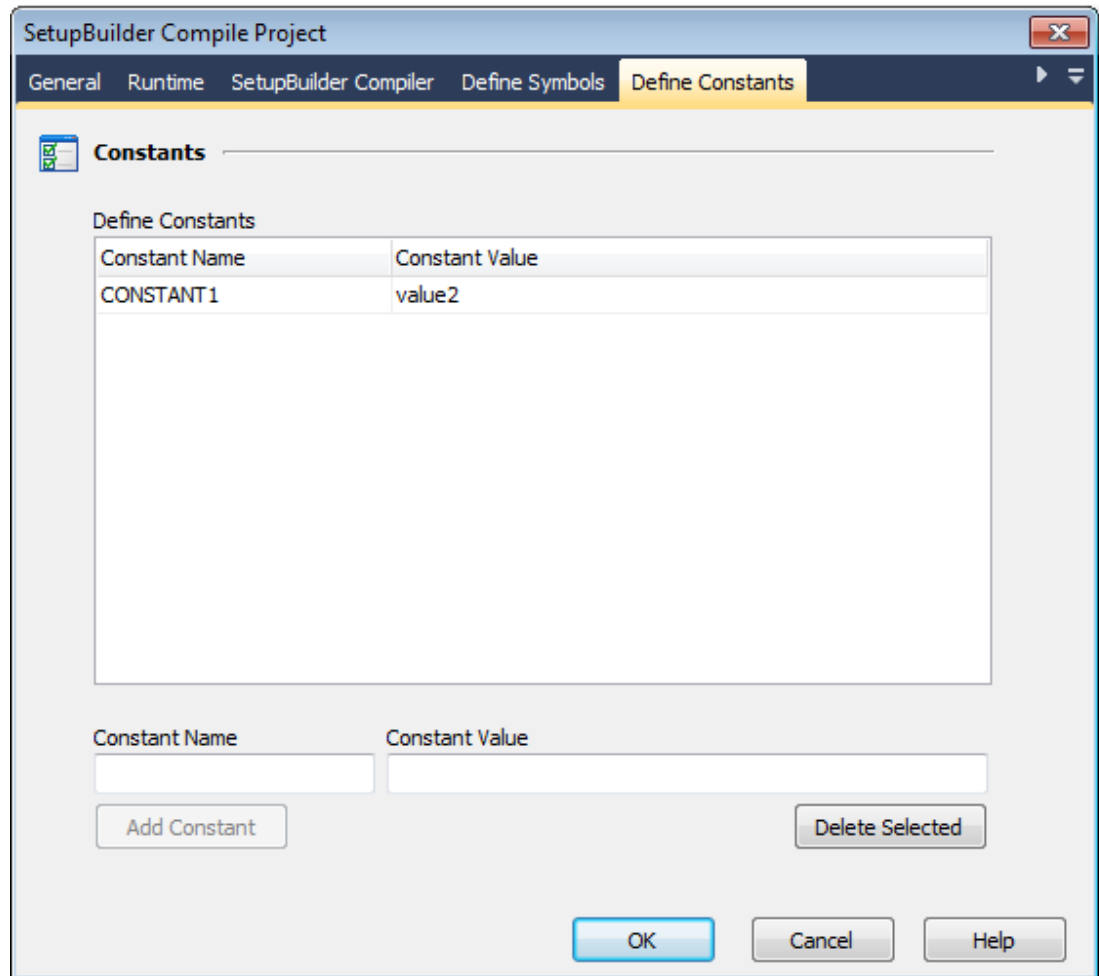 SetupBuilder Compile Project
General Runtime SetupBuilder Compiler Define Symbols Define Constants
Constants
Define Constants
Constant Name Constant Value
CONSTANT1 value2
Constant Name Constant Value
Add Constant Delete Selected
OK Cancel Help